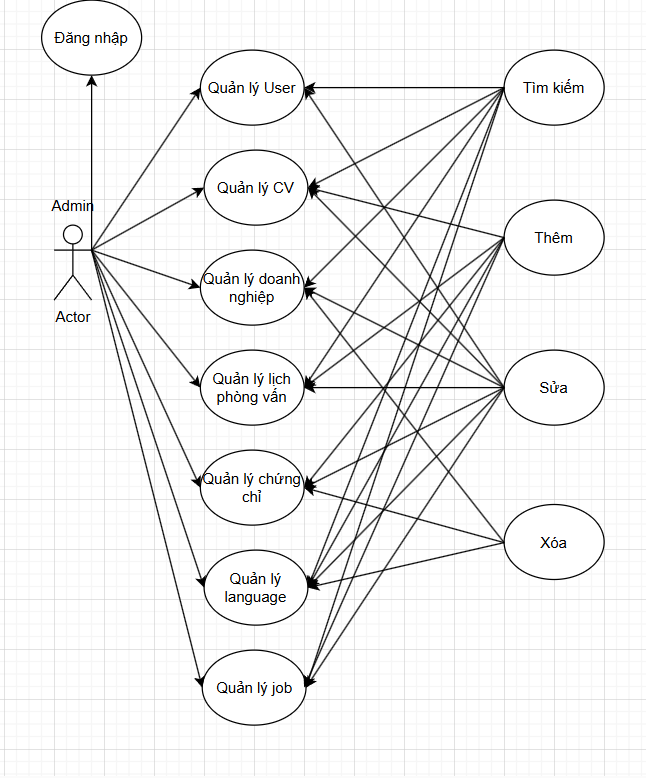 Đăng nhập
Quản lý User
Tìm kiếm
Quản lý CV
Admin
Thêm
Quản lý doanh
nghiệp
Actor
Quản lý lịch
phòng vấn
Sửa
Quản lý chứng
chỉ
Xóa
Quản lý
language
Quản lý job